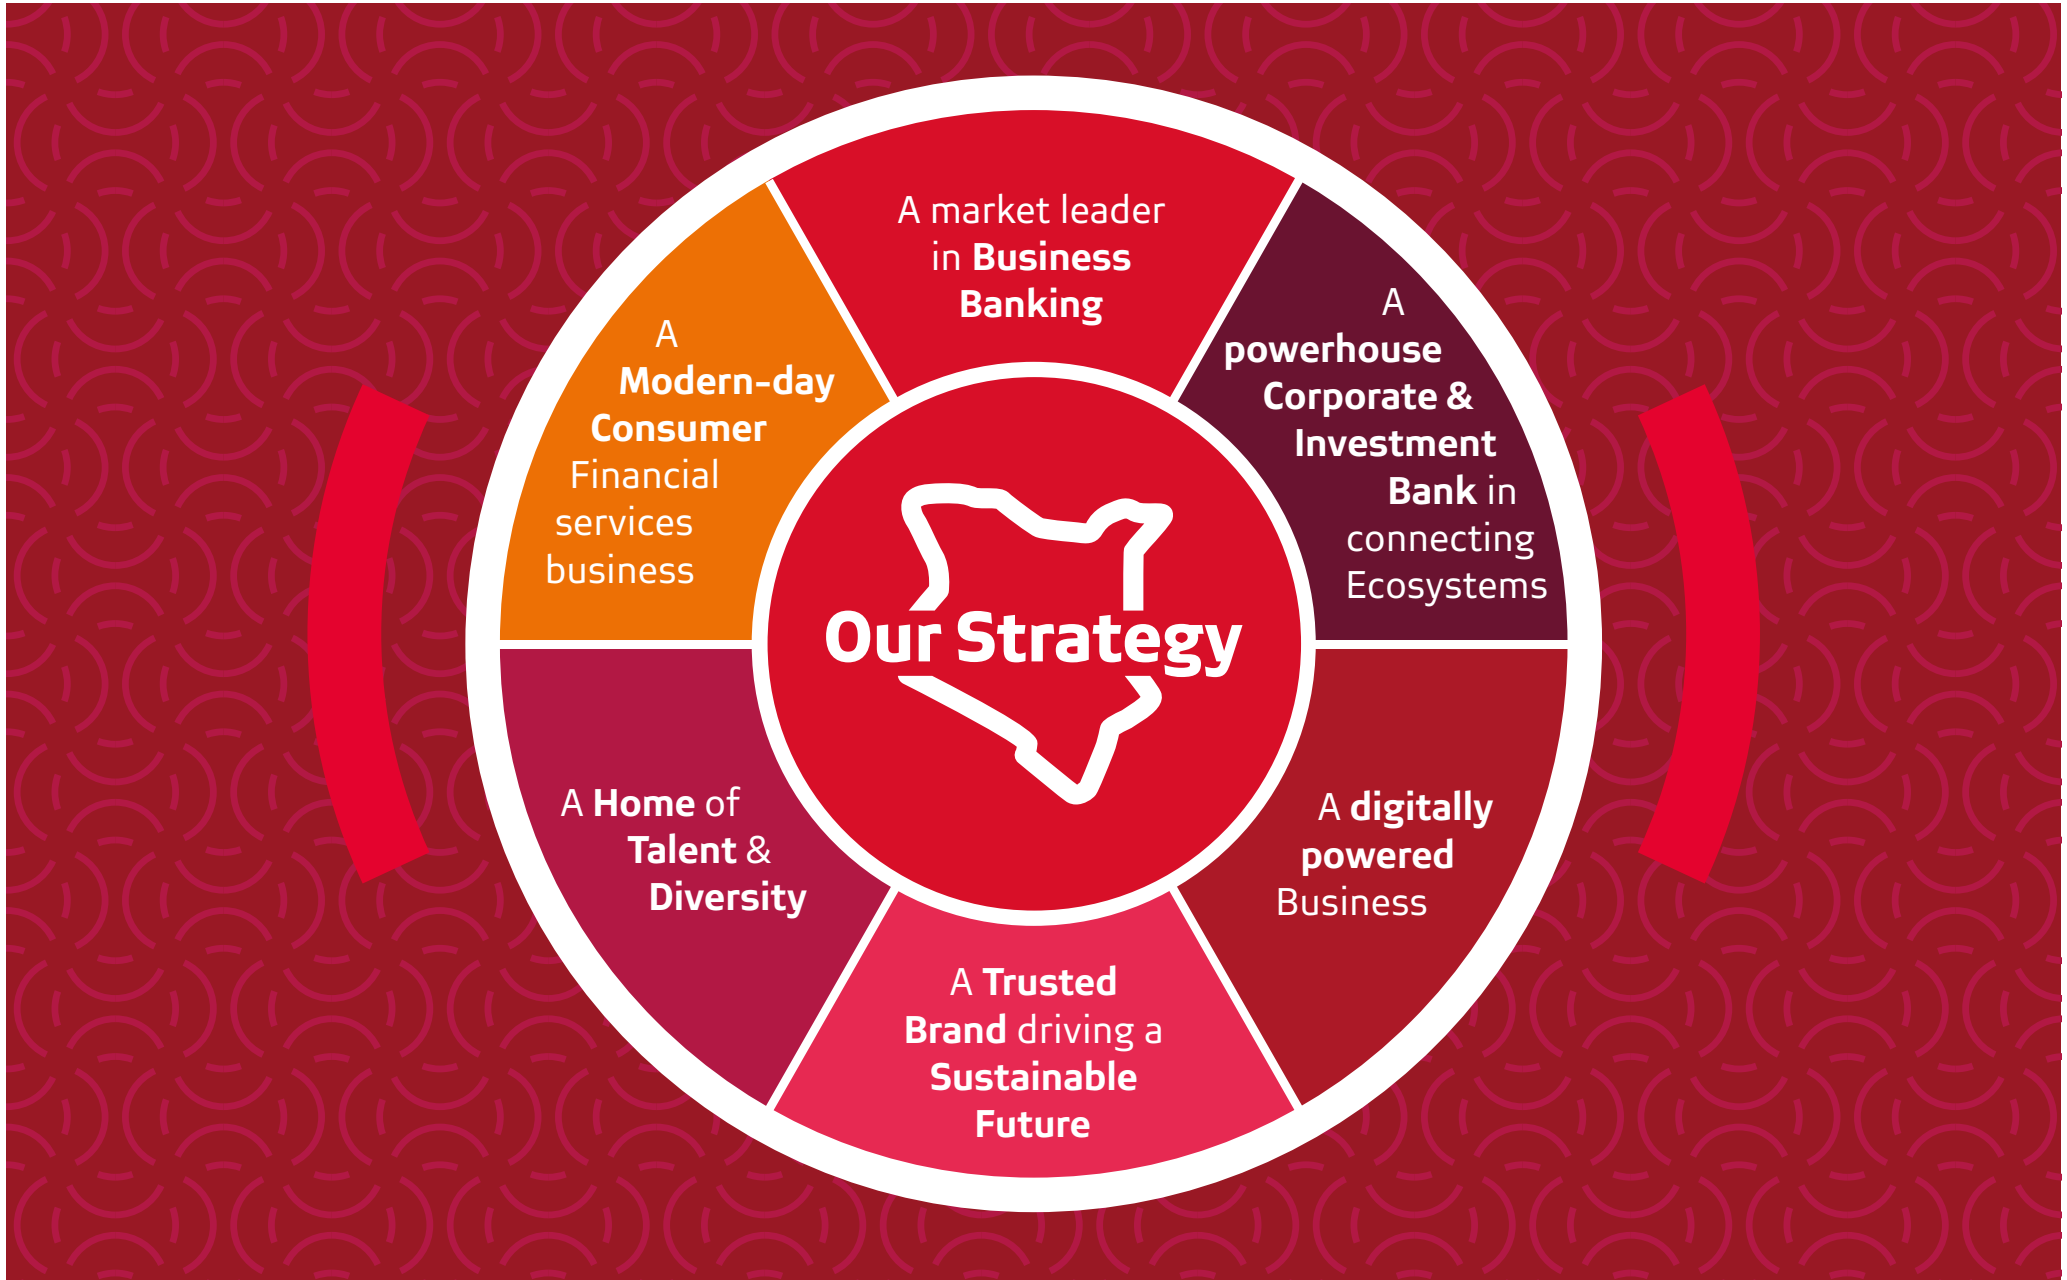 A market leader
in Business
Banking
A
powerhouse
Corporate &
Investment
Bank in
connecting
Ecosystems
A digitally
powered
Business
A Trusted
Brand driving a
Sustainable
Future
A Home of
Talent &
Diversity
A
Modern-day
Consumer
Financial
services
business
Our Strategy